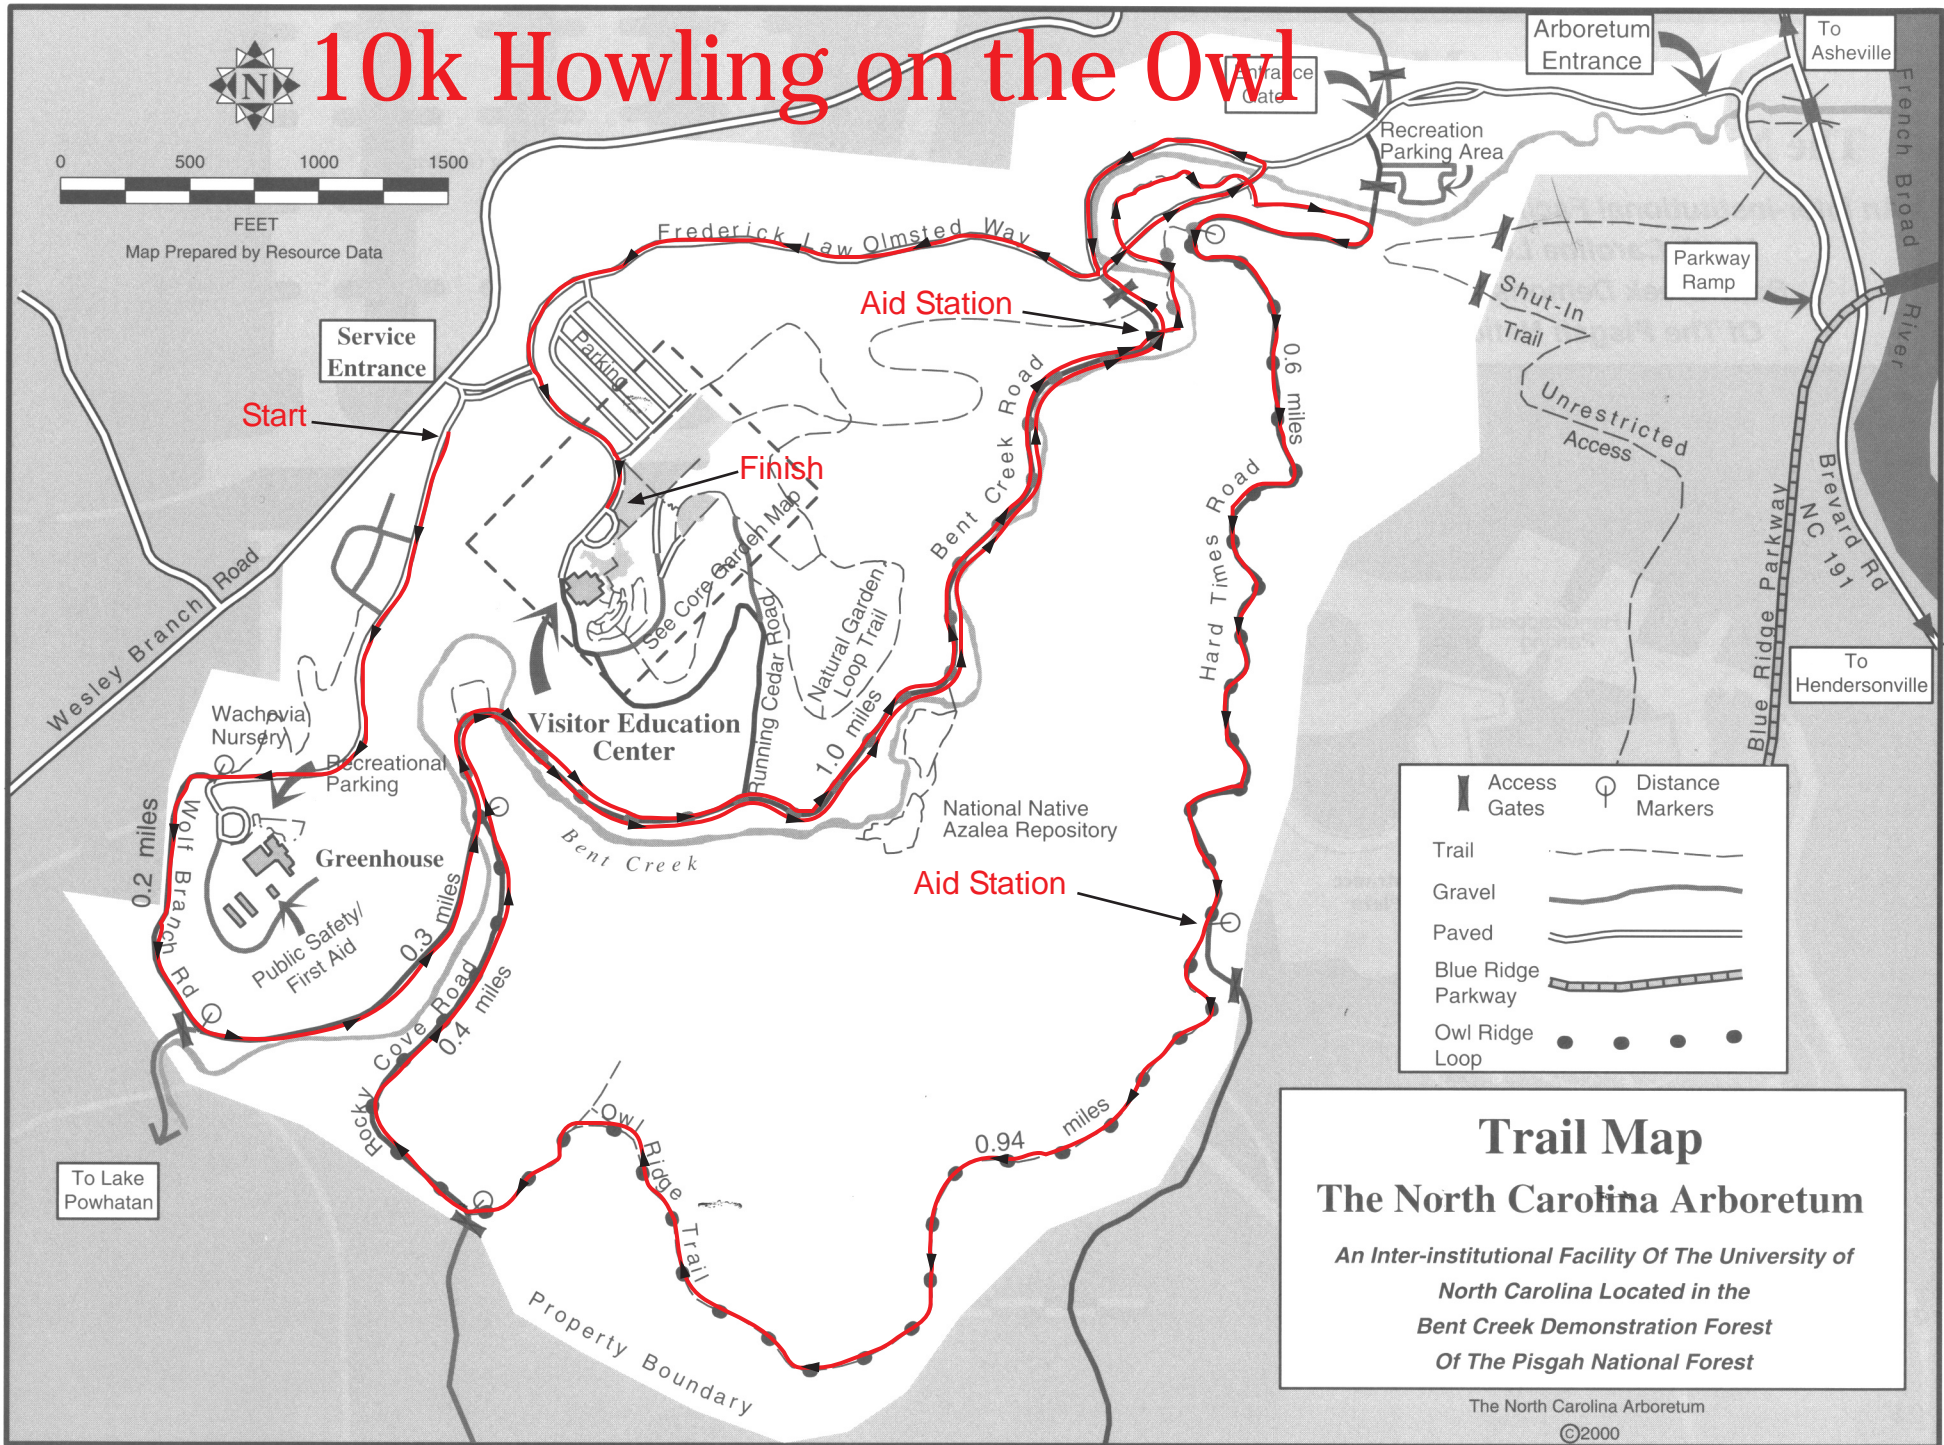 10k Howling on the Owl
N
0 500 1000 1500
FEET
Map Prepared by Resource Data
Entrance
Gate
Arboretum
Entrance
To
Asheville
Recreation
Parking Area
French Broad River
Parkway
Ramp
Shut-In
Trail
Unrestricted
Access
Frederick Law Olmsted Way
Service
Entrance
Parking
Aid Station
Start
Finish
0.6 miles
Bent Creek Road
Hard Times Road
See Core Garden Map
Wesley Branch Road
Natural Garden
Loop Trail
Running Cedar Road
Brevard Rd
NC 191
Blue Ridge Parkway
To
Hendersonville
Wachovia
Nursery
Recreational
Parking
Visitor Education
Center
1.0 miles
Bent Creek
National Native
Azalea Repository
0.2 miles
Wolf Branch Rd
Greenhouse
Public Safety/
First Aid
0.3 miles
Rocky Cove Road
0.4 miles
Aid Station
Access
Gates
Distance
Markers
Trail
Gravel
Paved
Blue Ridge
Parkway
Owl Ridge
Loop
To Lake
Powhatan
Owl Ridge Trail
0.94 miles
Property Boundary
Trail Map
The North Carolina Arboretum
An Inter-institutional Facility Of The University of
North Carolina Located in the
Bent Creek Demonstration Forest
Of The Pisgah National Forest
The North Carolina Arboretum
©2000